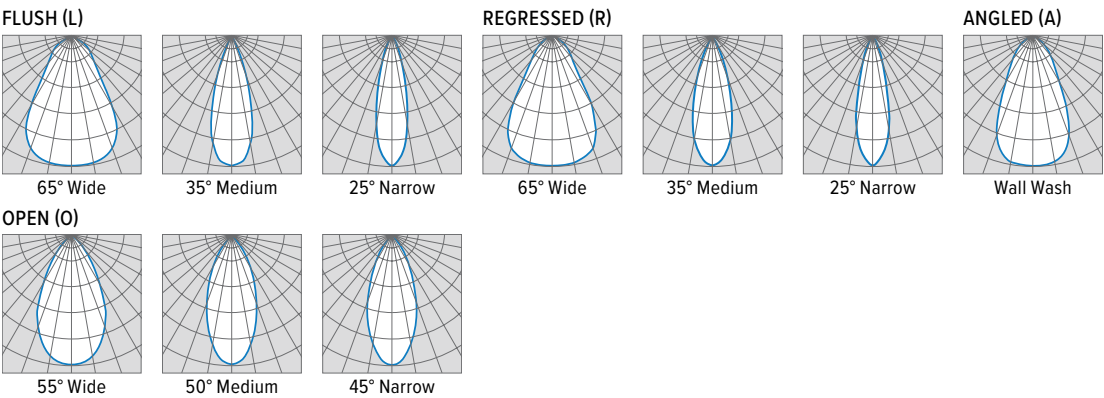 FLUSH (L) REGRESSED (R) ANGLED (A)
65° Wide 35° Medium 25° Narrow 65° Wide 35° Medium 25° Narrow Wall Wash
OPEN (O)
55° Wide 50° Medium 45° Narrow